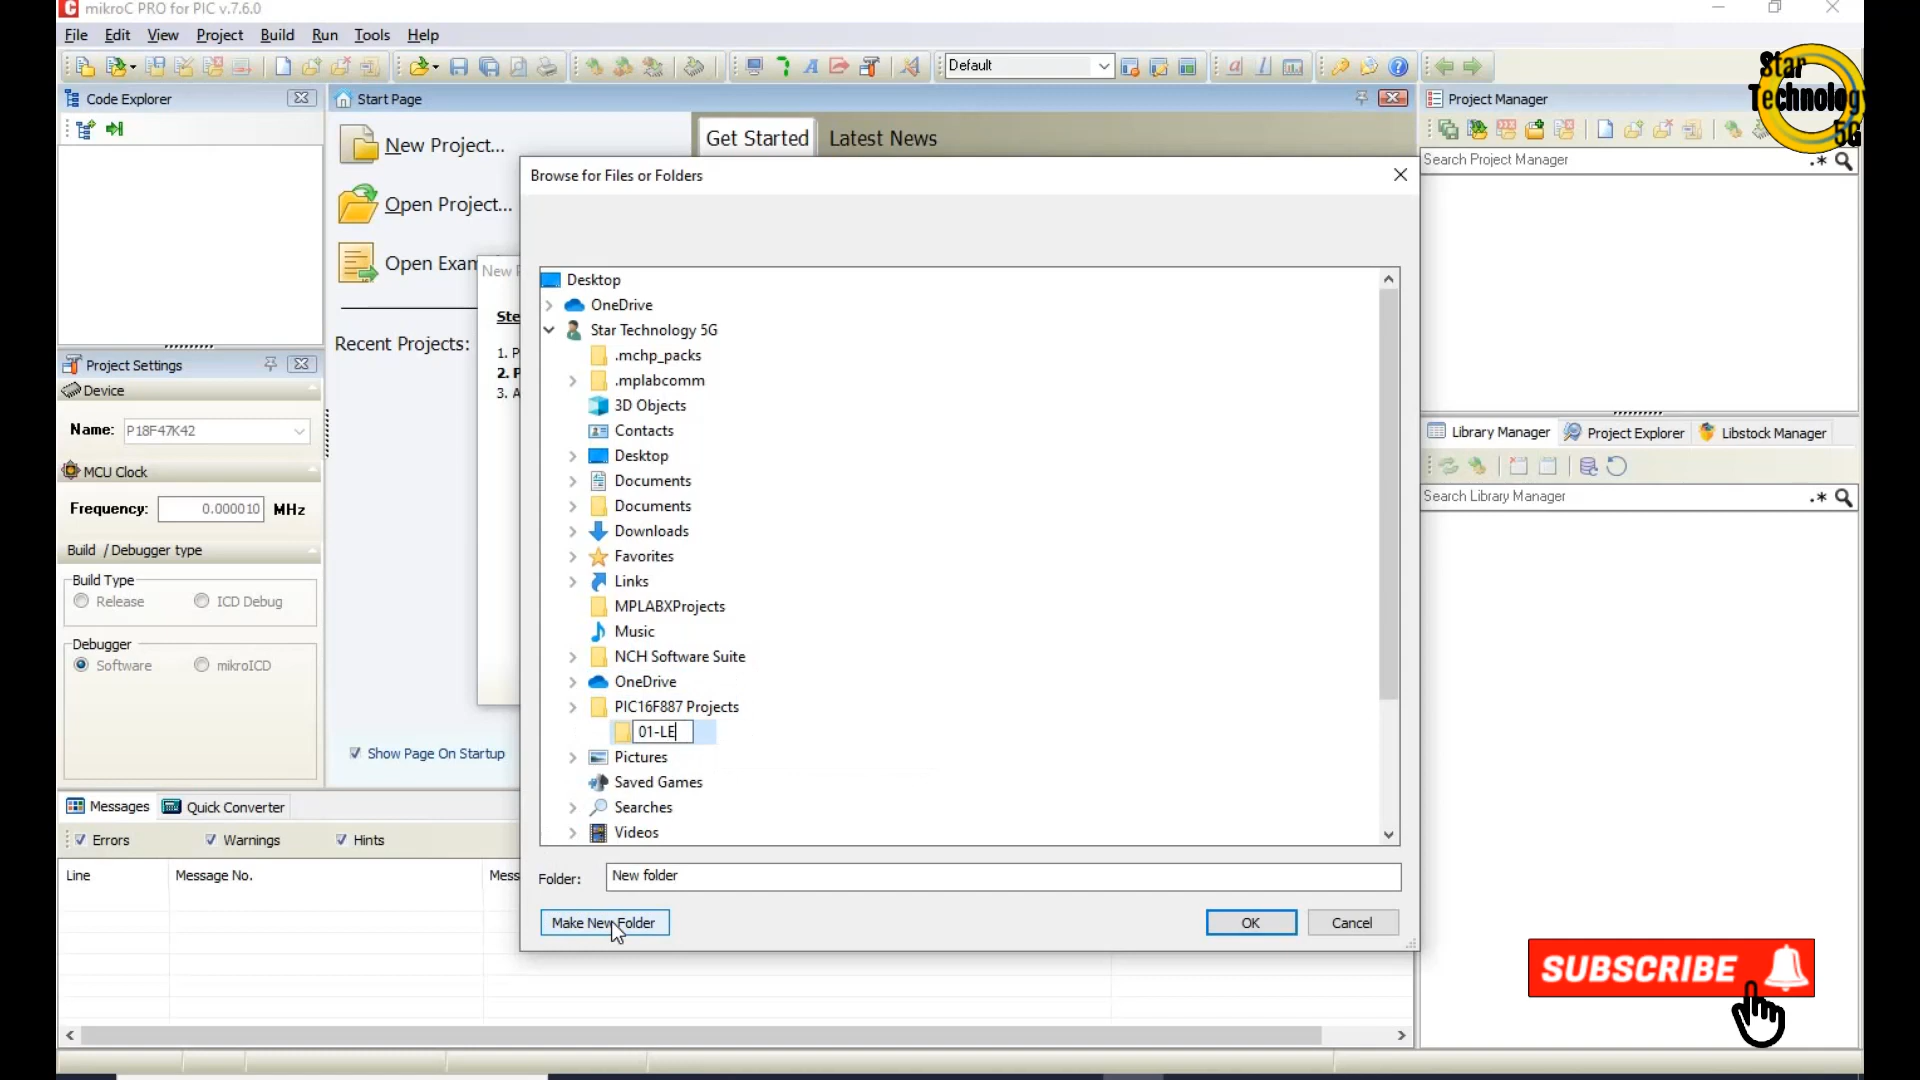 mikroC PRO for PIC v.7.6.0
File Edit View Project Build Run Tools Help
Default
Star Technology 5G
Code Explorer
Start Page
Project Manager
New Project...
Open Project...
Open Exam
Get Started
Latest News
Search Project Manager
.*
Recent Projects:
New P
Ste
1. P
2. P
3. A
Browse for Files or Folders
Desktop
OneDrive
Star Technology 5G
.mchp_packs
.mplabcomm
3D Objects
Contacts
Desktop
Documents
Documents
Downloads
Favorites
Links
MPLABXProjects
Music
NCH Software Suite
OneDrive
PIC16F887 Projects
01-LE
Pictures
Saved Games
Searches
Videos
Folder: New folder
Make New Folder
OK
Cancel
Project Settings
Device
Name: P18F47K42
MCU Clock
Frequency: 0.000010 MHz
Build / Debugger type
Build Type
Release
ICD Debug
Debugger
Software
mikroICD
Show Page On Startup
Library Manager
Project Explorer
Libstock Manager
Search Library Manager
.*
Messages
Quick Converter
Errors
Warnings
Hints
Line
Message No.
Mess
SUBSCRIBE